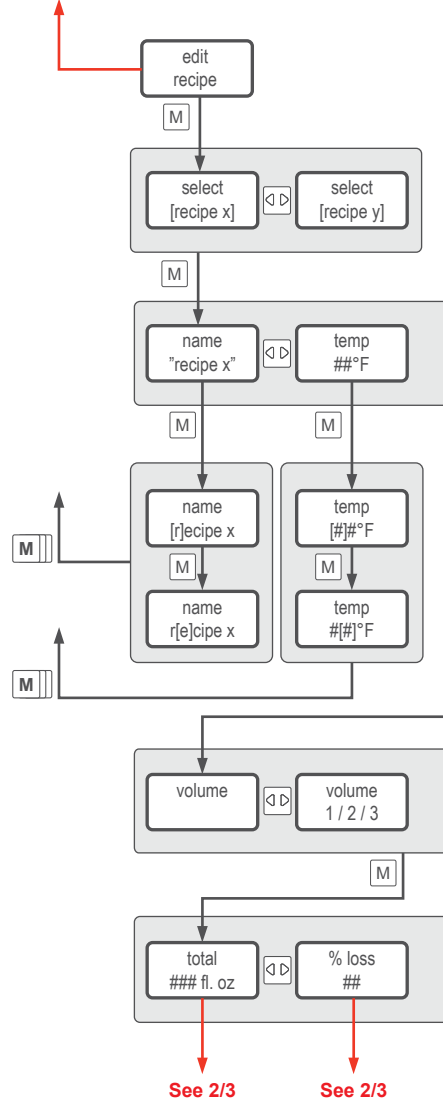 edit
recipe
M
select
[recipe x]
select
[recipe y]
M
name
"recipe x"
temp
##°F
M
M
name
[r]ecipe x
temp
[#]#°F
M
M
M
name
r[e]cipe x
temp
#[#]°F
M
volume
volume
1 / 2 / 3
M
total
### fl. oz
% loss
##
See 2/3
See 2/3